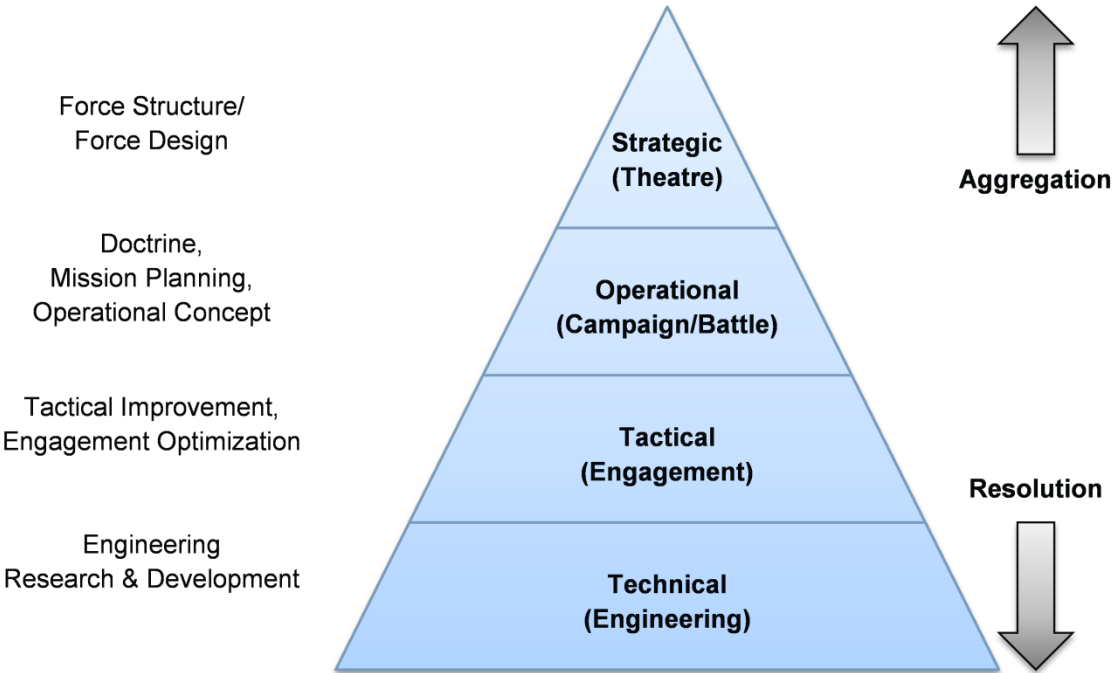 Force Structure/
Force Design
Strategic
(Theatre)
Aggregation
Doctrine,
Mission Planning,
Operational Concept
Operational
(Campaign/Battle)
Tactical Improvement,
Engagement Optimization
Tactical
(Engagement)
Resolution
Engineering
Research & Development
Technical
(Engineering)